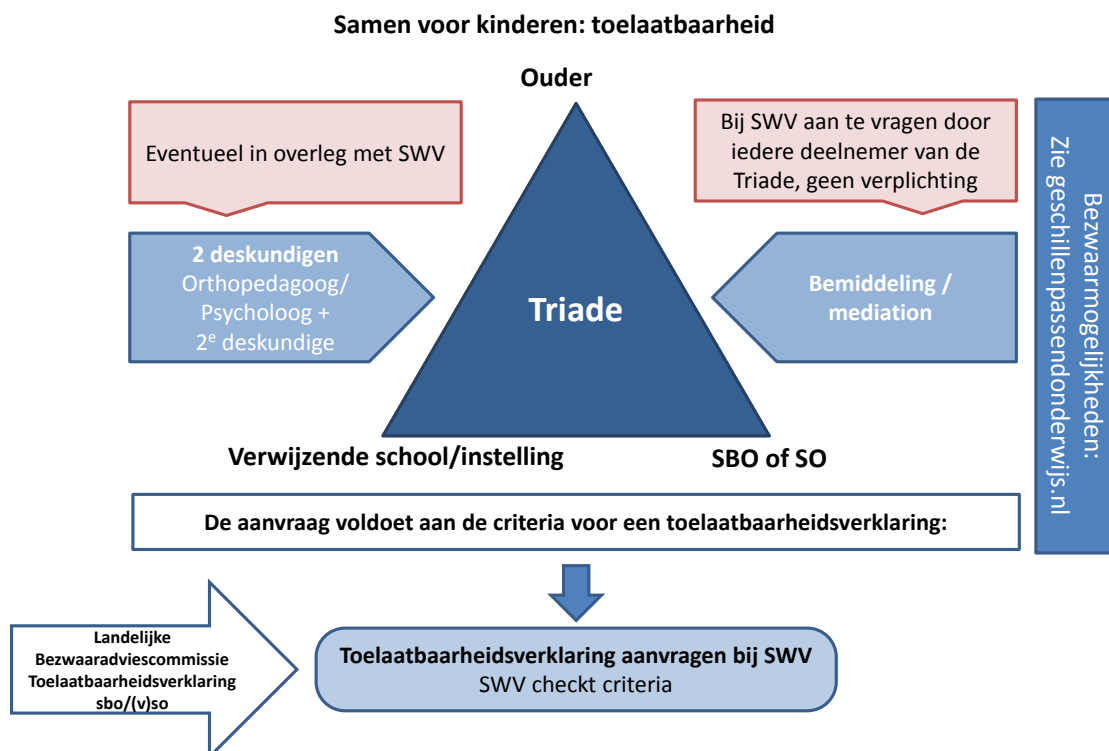 Samen voor kinderen: toelaatbaarheid
Ouder
Eventueel in overleg met SWV
Bij SWV aan te vragen door
iedere deelnemer van de
Triade, geen verplichting
2 deskundigen
Orthopedagoog/
Psycholoog +
2e deskundige
Triade
Bemiddeling /
mediation
Bezwaarmogelijkheden:
Zie geschillenpassendonderwijs.nl
Verwijzende school/instelling
SBO of SO
De aanvraag voldoet aan de criteria voor een toelaatbaarheidsverklaring:
Landelijke
Bezwaaradviescommissie
Toelaatbaarheidsverklaring
sbo/(v)so
Toelaatbaarheidsverklaring aanvragen bij SWV
SWV checkt criteria